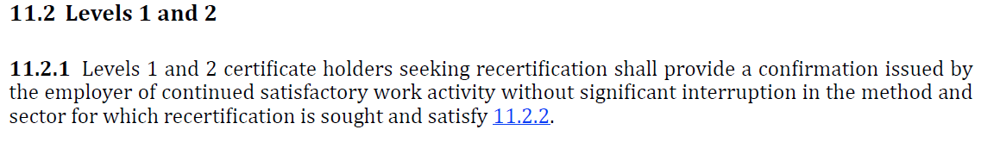 11.2 Levels 1 and 2
11.2.1 Levels 1 and 2 certificate holders seeking recertification shall provide a confirmation issued by
the employer of continued satisfactory work activity without significant interruption in the method and
sector for which recertification is sought and satisfy 11.2.2.